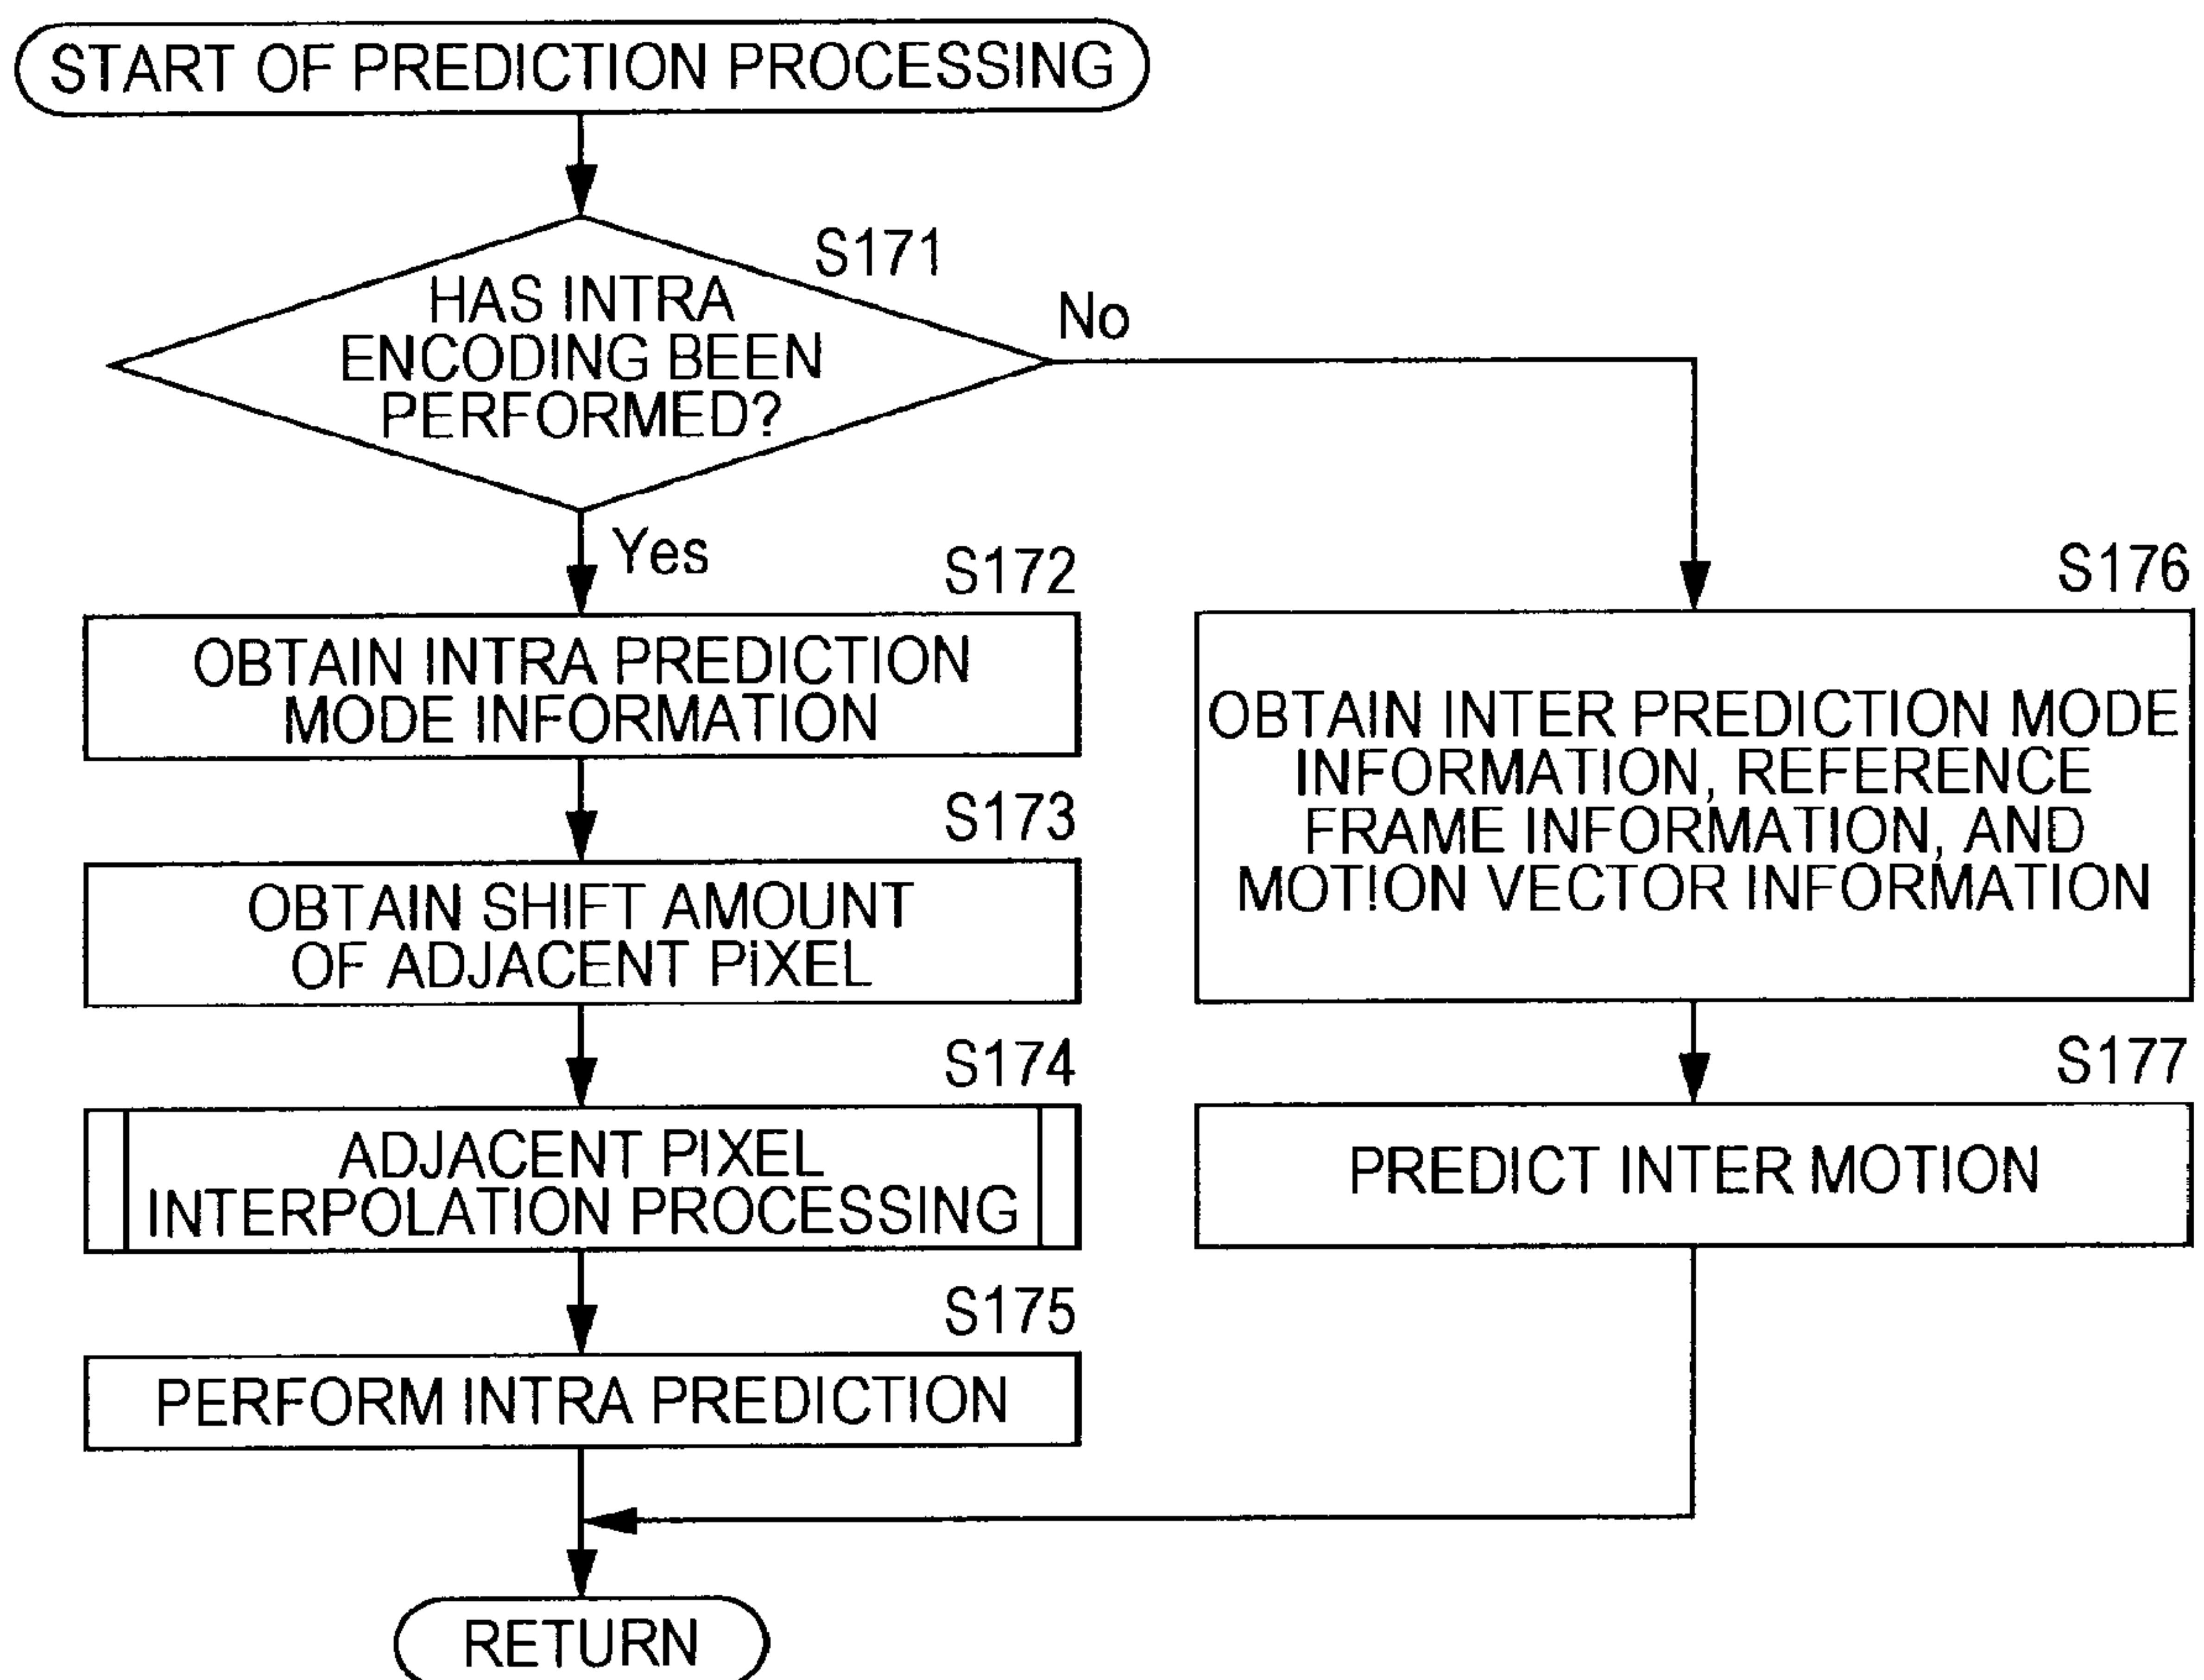 START OF PREDICTION PROCESSING
S171
HAS INTRA
ENCODING BEEN
PERFORMED?
No
Yes
S172
OBTAIN INTRA PREDICTION
MODE INFORMATION
S173
OBTAIN SHIFT AMOUNT
OF ADJACENT PiXEL
S174
ADJACENT PIXEL
INTERPOLATION PROCESSING
S175
PERFORM INTRA PREDICTION
S176
OBTAIN INTER PREDICTION MODE
INFORMATION, REFERENCE
FRAME INFORMATION, AND
MOTION VECTOR INFORMATION
S177
PREDICT INTER MOTION
RETURN